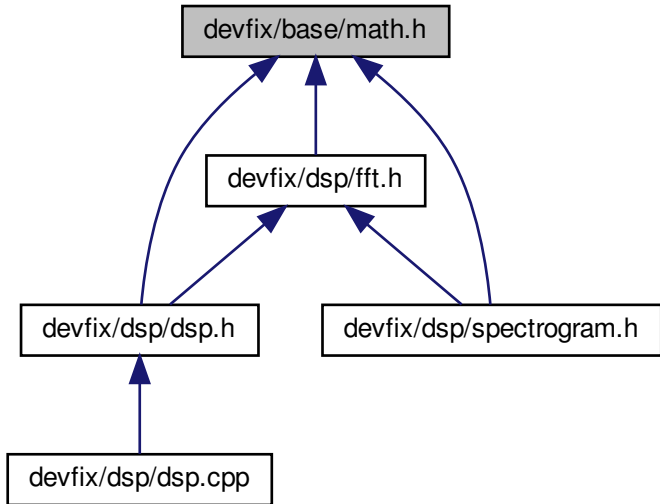 devfix/base/math.h
devfix/dsp/fft.h
devfix/dsp/dsp.h
devfix/dsp/spectrogram.h
devfix/dsp/dsp.cpp